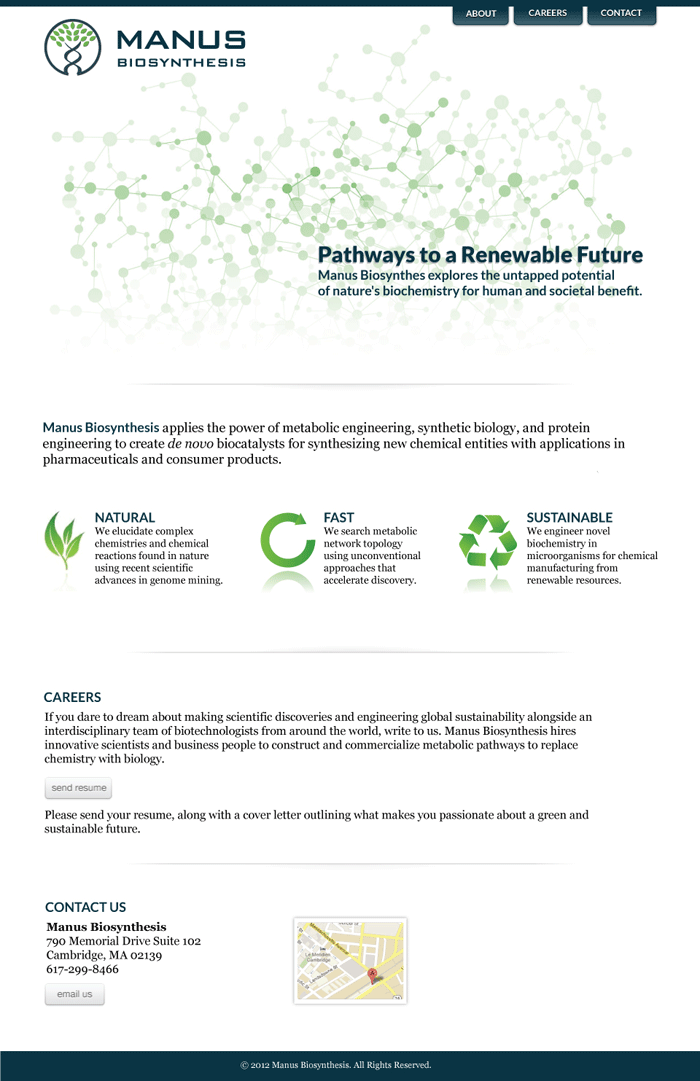 ABOUT CAREERS CONTACT
MANUS
BIOSYNTHESIS
Pathways to a Renewable Future
Manus Biosynthes explores the untapped potential
of nature's biochemistry for human and societal benefit.
Manus Biosynthesis applies the power of metabolic engineering, synthetic biology, and protein
engineering to create de novo biocatalysts for synthesizing new chemical entities with applications in
pharmaceuticals and consumer products.
NATURAL
We elucidate complex
chemistries and chemical
reactions found in nature
using recent scientific
advances in genome mining.
FAST
We search metabolic
network topology
using unconventional
approaches that
accelerate discovery.
SUSTAINABLE
We engineer novel
biochemistry in
microorganisms for chemical
manufacturing from
renewable resources.
CAREERS
If you dare to dream about making scientific discoveries and engineering global sustainability alongside an
interdisciplinary team of biotechnologists from around the world, write to us. Manus Biosynthesis hires
innovative scientists and business people to construct and commercialize metabolic pathways to replace
chemistry with biology.
send resume
Please send your resume, along with a cover letter outlining what makes you passionate about a green and
sustainable future.
CONTACT US
Manus Biosynthesis
790 Memorial Drive Suite 102
Cambridge, MA 02139
617-299-8466
email us
Massachusetts Avenue
Le Meridien
Cambridge
Landsdowne St
A
© 2012 Manus Biosynthesis. All Rights Reserved.